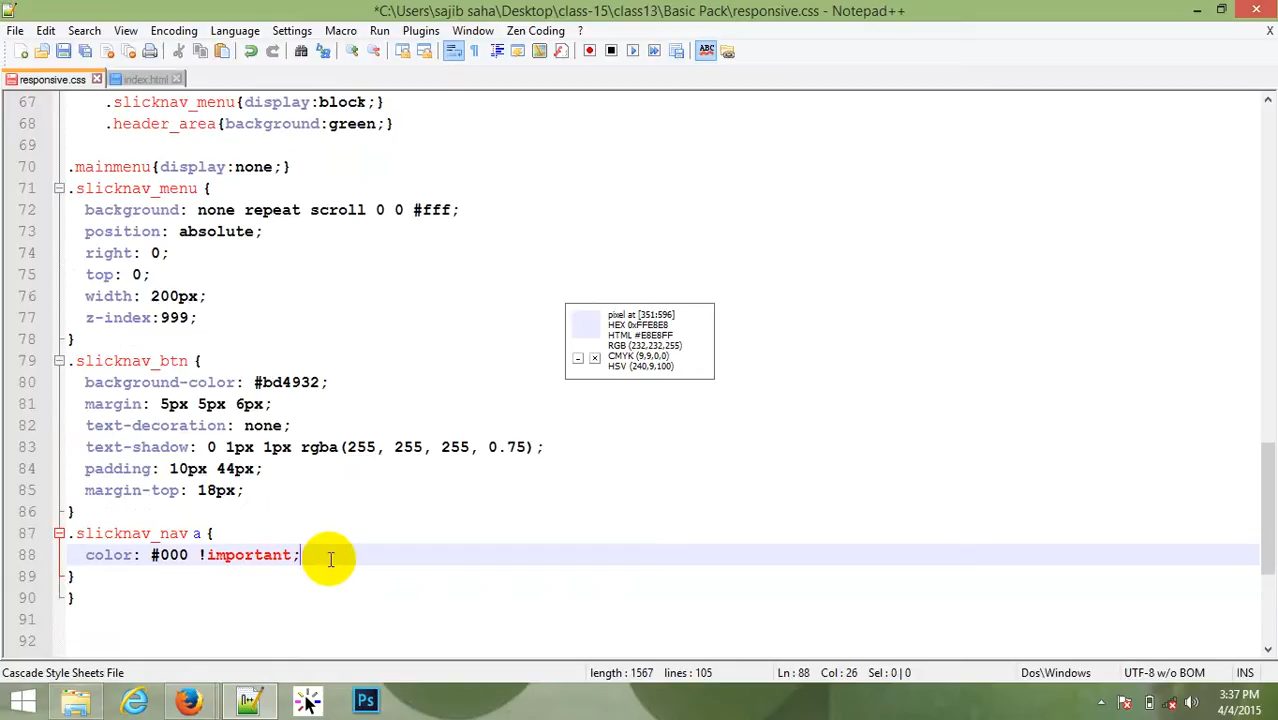 *C:\Users\sajib saha\Desktop\class-15\class13\Basic Pack\responsive.css - Notepad++
File Edit Search View Encoding Language Settings Macro Run Plugins Window Zen Coding ? X
responsive.css index.html
67 .slicknav_menu{display:block;}
68 .header_area{background:green;}
69
70 .mainmenu{display:none;}
71 .slicknav_menu {
72 background: none repeat scroll 0 0 #fff;
73 position: absolute;
74 right: 0;
75 top: 0;
76 width: 200px;
77 z-index:999;
78 }
79 .slicknav_btn {
80 background-color: #bd4932;
81 margin: 5px 5px 6px;
82 text-decoration: none;
83 text-shadow: 0 1px 1px rgba(255, 255, 255, 0.75);
84 padding: 10px 44px;
85 margin-top: 18px;
86 }
87 .slicknav_nav a {
88 color: #000 !important;
89 }
90 }
91
92
pixel at [351:596]
HEX 0xFFE8E8
HTML #E8E8FF
RGB (232,232,255)
CMYK (9,9,0,0)
HSV (240,9,100)
Cascade Style Sheets File length : 1567 lines : 105 Ln : 88 Col : 26 Sel : 0 | 0 Dos\Windows UTF-8 w/o BOM INS
Ps
3:37 PM
4/4/2015